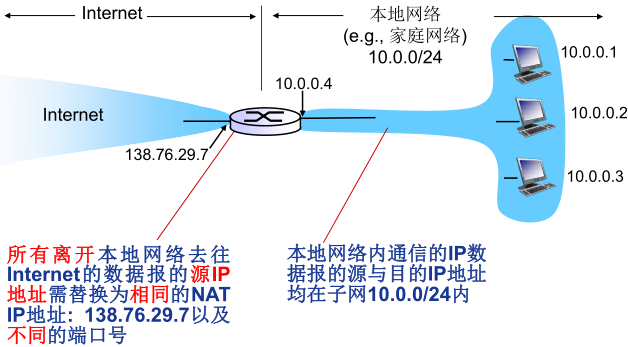 Internet
本地网络
(e.g., 家庭网络)
10.0.0/24
10.0.0.1
10.0.0.4
Internet
10.0.0.2
138.76.29.7
10.0.0.3
所有离开本地网络去往
Internet的数据报的源IP
地址需替换为相同的NAT
IP地址: 138.76.29.7以及
不同的端口号
本地网络内通信的IP数
据报的源与目的IP地址
均在子网10.0.0/24内